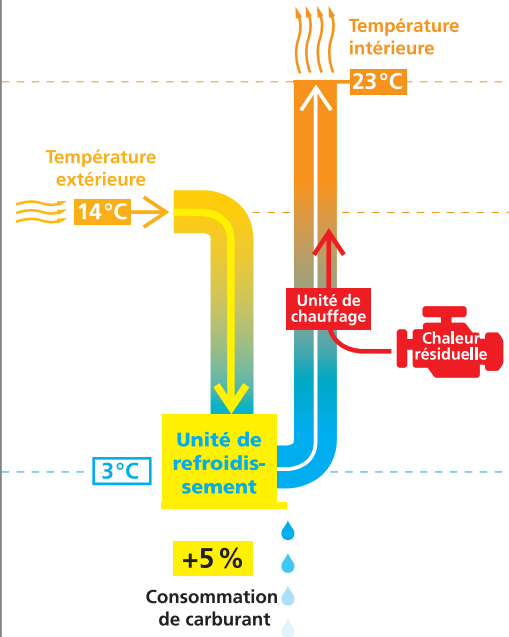 Température
intérieure
23°C
Température
extérieure
14°C
Unité de
chauffage
Chaleur
résiduelle
Unité de
refroidis-
sement
3°C
+5 %
Consommation
de carburant